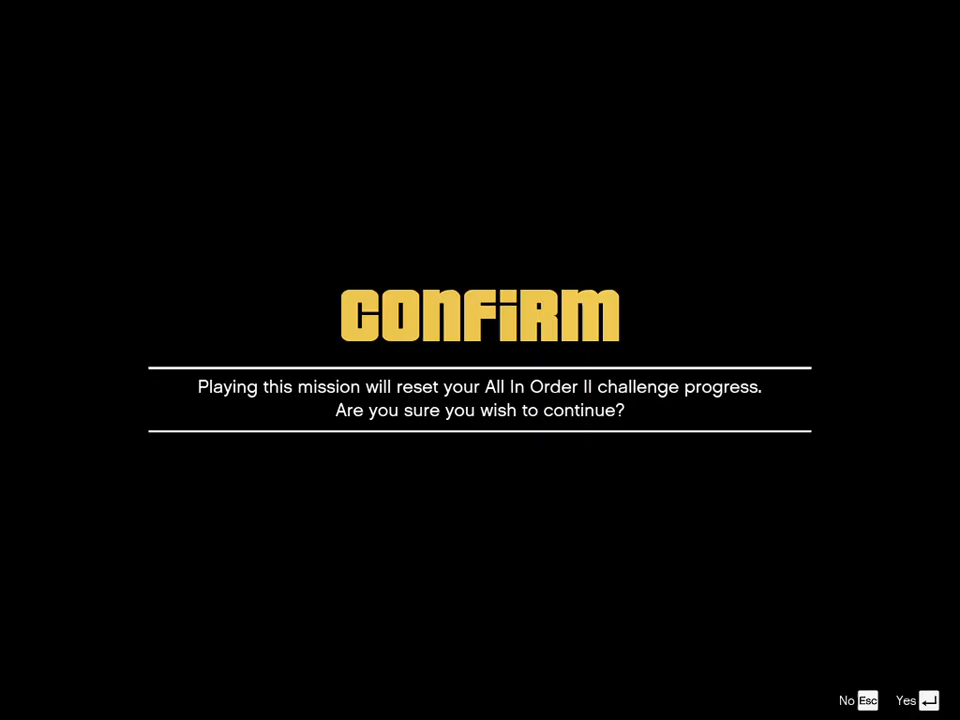 CONFIRM
Playing this mission will reset your All In Order II challenge progress.
Are you sure you wish to continue?
No Esc Yes